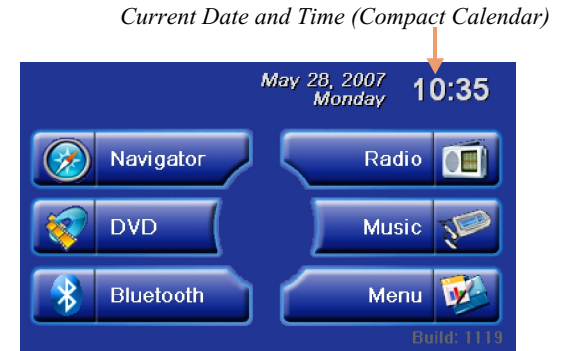 Current Date and Time (Compact Calendar)
May 28, 2007
Monday
10:35
Navigator
Radio
DVD
Music
Bluetooth
Menu
Build: 1119